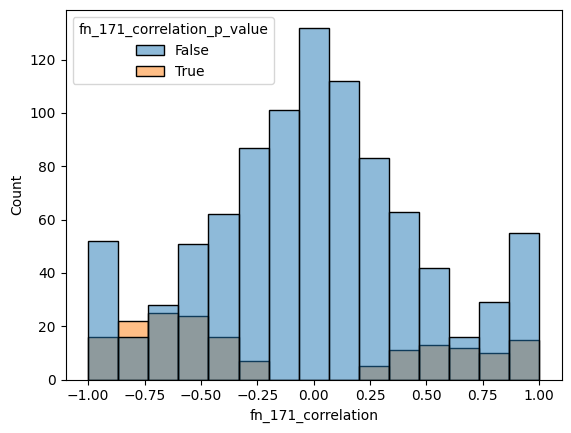 fn_171_correlation_p_value
False
True
120
100
80
60
40
20
0
Count
−1.00 −0.75 −0.50 −0.25 0.00 0.25 0.50 0.75 1.00
fn_171_correlation